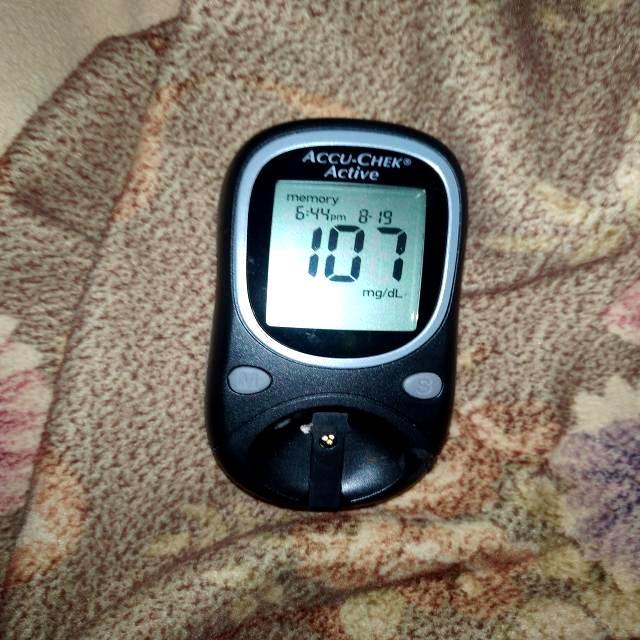 ACCU-CHEK®
Active
memory
6:44pm 8-19
107
mg/dL
M
S